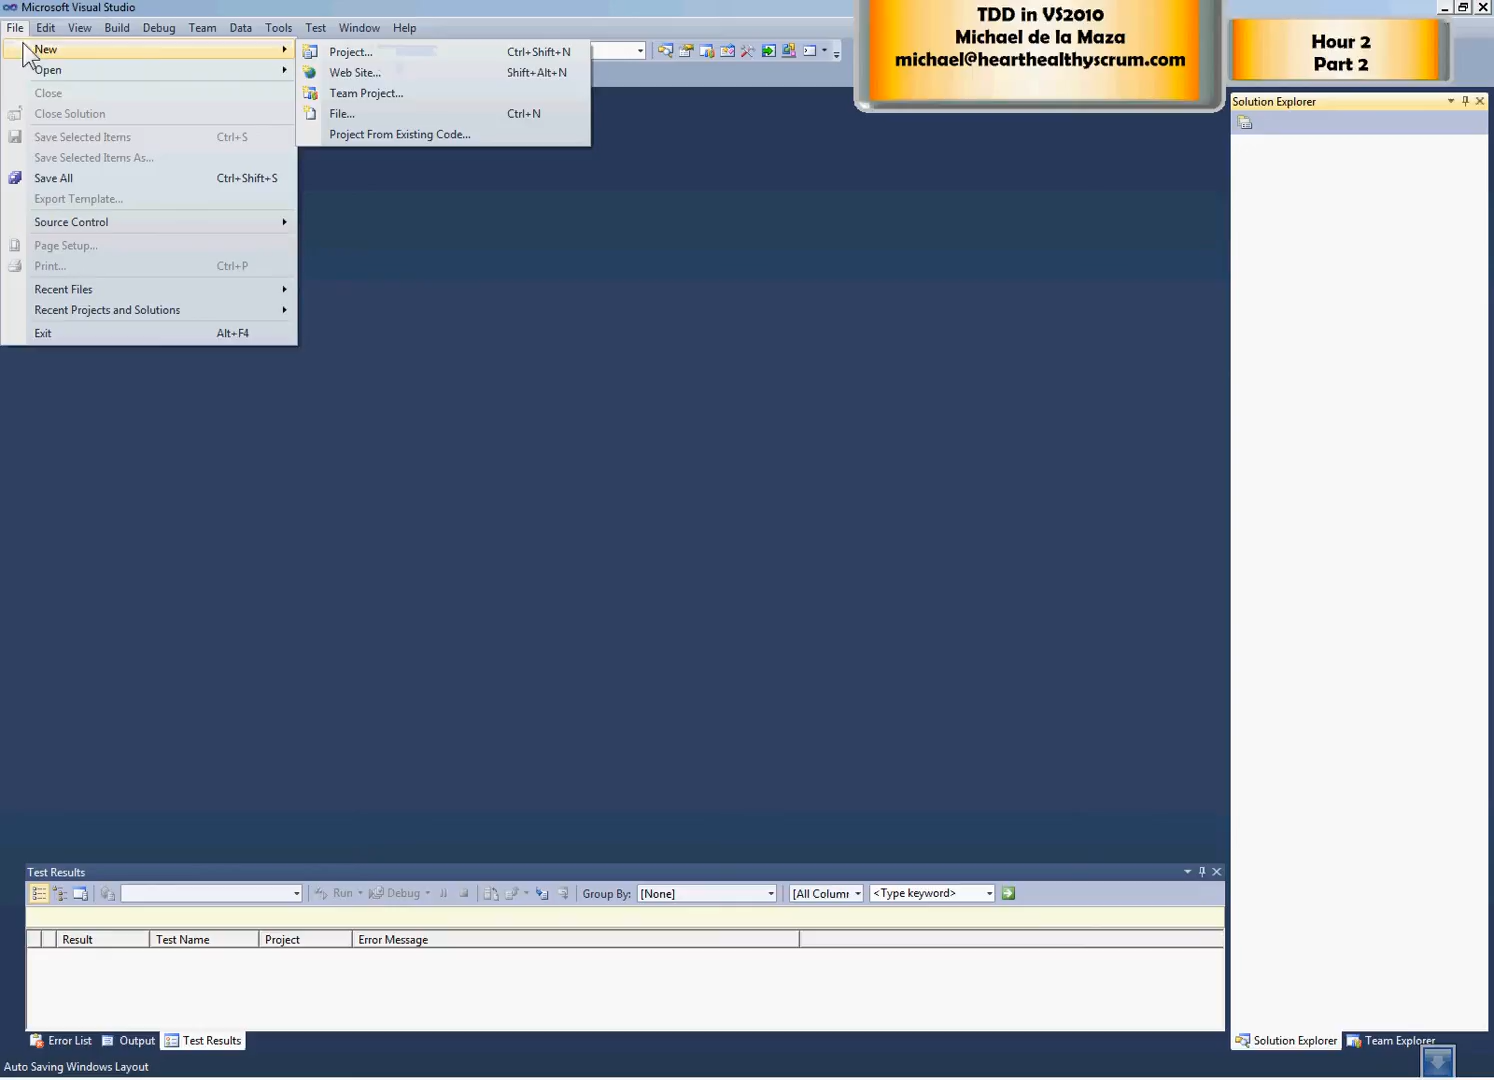 Microsoft Visual Studio
File Edit View Build Debug Team Data Tools Test Window Help
TDD in VS2010
Michael de la Maza
michael@hearthealthyscrum.com
Hour 2
Part 2
New
Open
Close
Close Solution
Save Selected Items Ctrl+S
Save Selected Items As...
Save All Ctrl+Shift+S
Export Template...
Source Control
Page Setup...
Print... Ctrl+P
Recent Files
Recent Projects and Solutions
Exit Alt+F4
Project... Ctrl+Shift+N
Web Site... Shift+Alt+N
Team Project...
File... Ctrl+N
Project From Existing Code...
Solution Explorer
Test Results
Run Debug Group By: [None] [All Column <Type keyword>
Result Test Name Project Error Message
Error List Output Test Results
Solution Explorer Team Explorer
Auto Saving Windows Layout